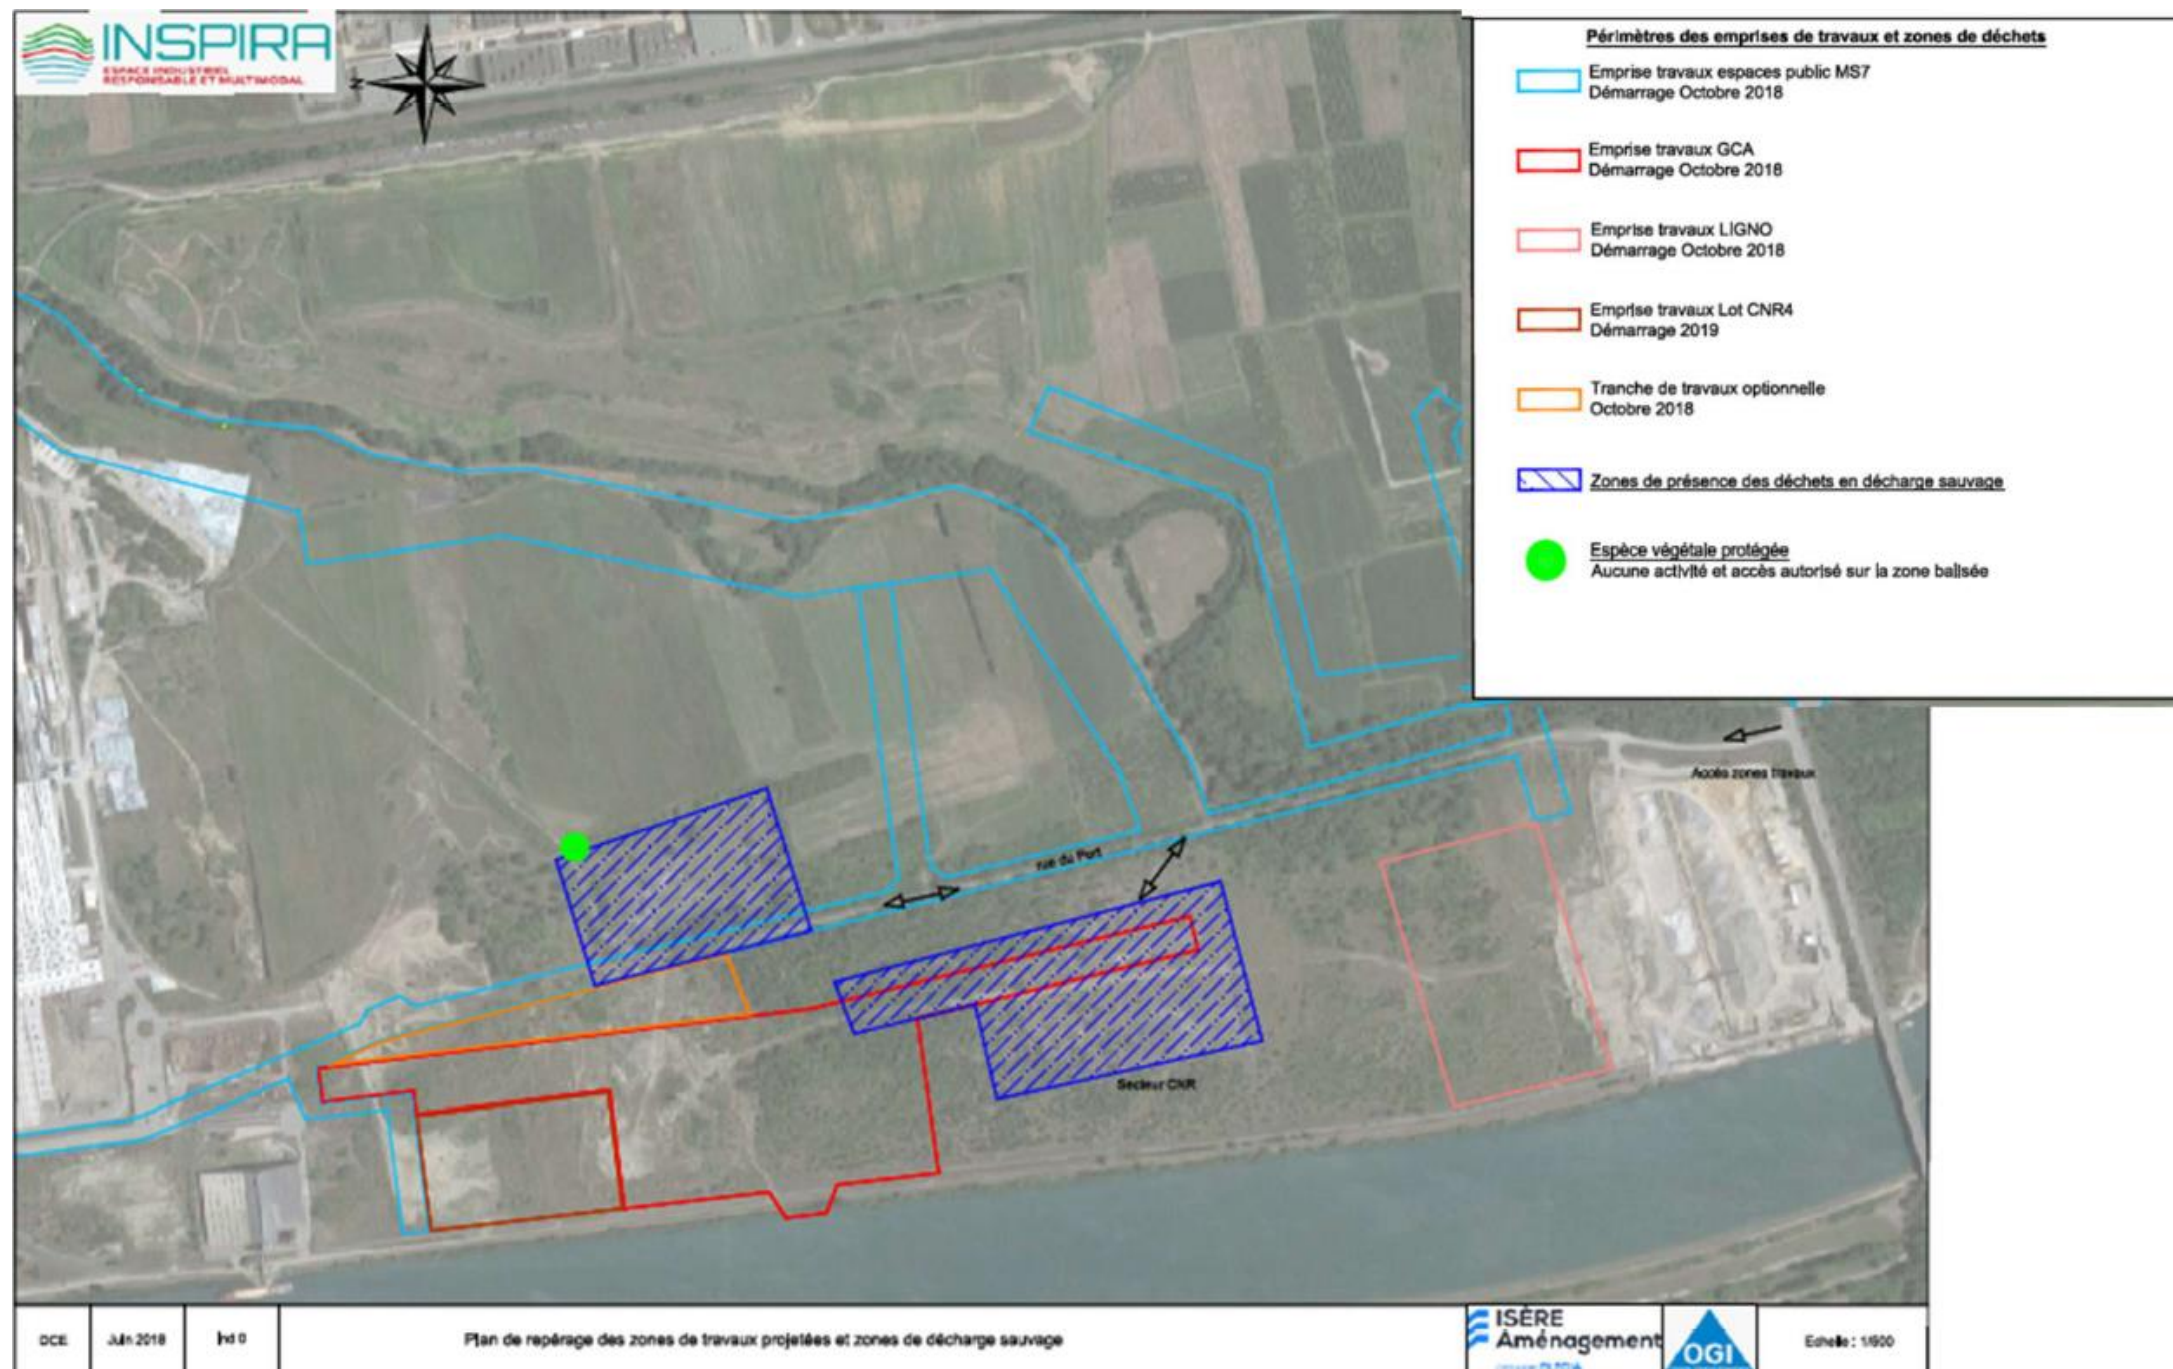 INSPIRA
ESPACE INDUSTRIEL
RESPONSABLE ET MULTIMODAL
N
Périmètres des emprises de travaux et zones de déchets
Emprise travaux espaces public MS7
Démarrage Octobre 2018
Emprise travaux GCA
Démarrage Octobre 2018
Emprise travaux LIGNO
Démarrage Octobre 2018
Emprise travaux Lot CNR4
Démarrage 2019
Tranche de travaux optionnelle
Octobre 2018
Zones de présence des déchets en décharge sauvage
Espèce végétale protégée
Aucune activité et accès autorisé sur la zone balisée
Accès zones travaux
rue du Port
Secteur CNR
DCE
Juin 2018
Ind 0
Plan de repérage des zones de travaux projetées et zones de décharge sauvage
ISÈRE
Aménagement
OGI
Echelle : 1/600